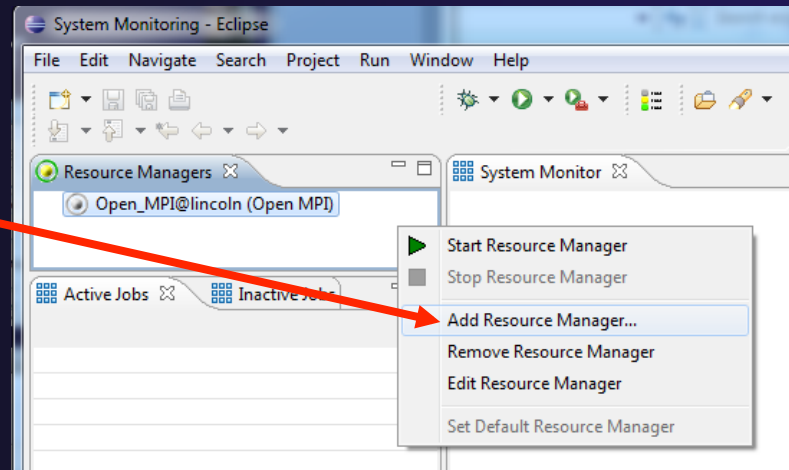 System Monitoring - Eclipse
File Edit Navigate Search Project Run Window Help
Resource Managers
System Monitor
Open_MPI@lincoln (Open MPI)
Start Resource Manager
Stop Resource Manager
Active Jobs
Inactive Jobs
Add Resource Manager...
Remove Resource Manager
Edit Resource Manager
Set Default Resource Manager